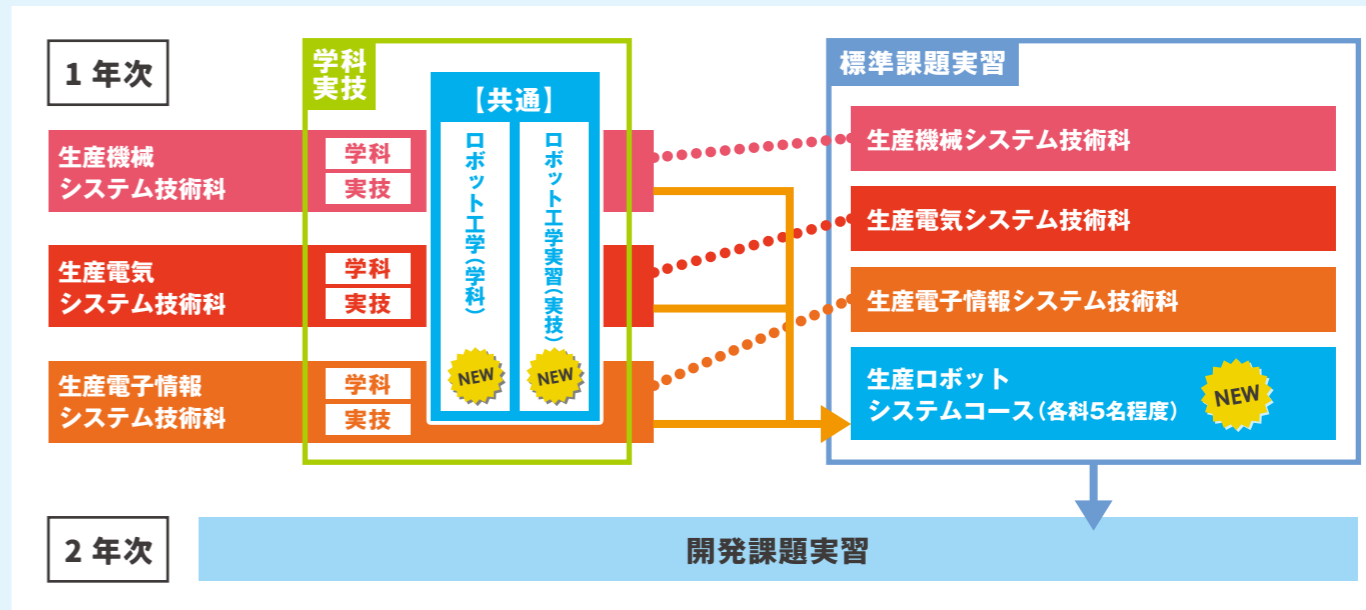 1年次
学科
実技
【共通】
ロボット工学(学科)
NEW
ロボット工学実習(実技)
NEW
生産機械
システム技術科
学科
実技
生産電気
システム技術科
学科
実技
生産電子情報
システム技術科
学科
実技
標準課題実習
生産機械システム技術科
生産電気システム技術科
生産電子情報システム技術科
生産ロボット
システムコース(各科5名程度)
NEW
2年次
開発課題実習